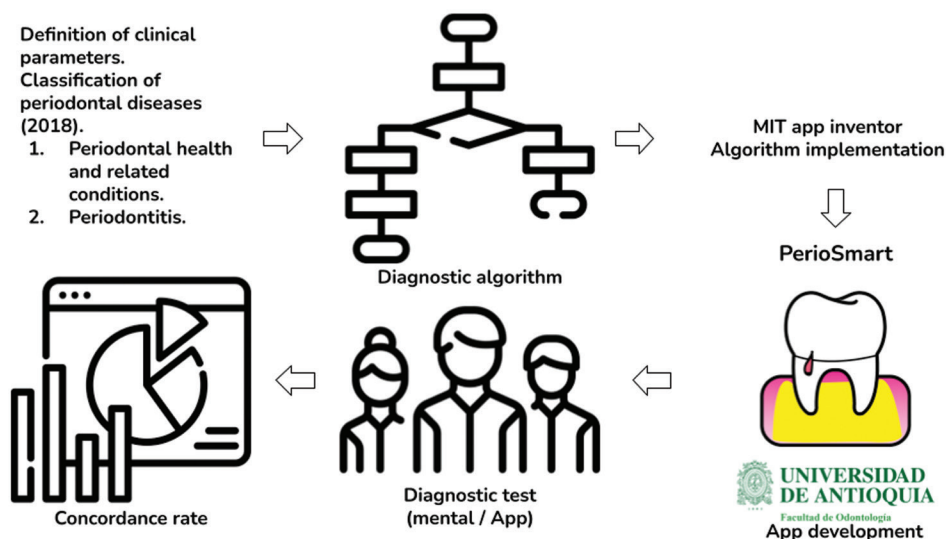 Definition of clinical
parameters.
Classification of
periodontal diseases
(2018).
1. Periodontal health
and related
conditions.
2. Periodontitis.
Diagnostic algorithm
MIT app inventor
Algorithm implementation
PerioSmart
UNIVERSIDAD
DE ANTIOQUIA
Facultad de Odontología
App development
Diagnostic test
(mental / App)
Concordance rate